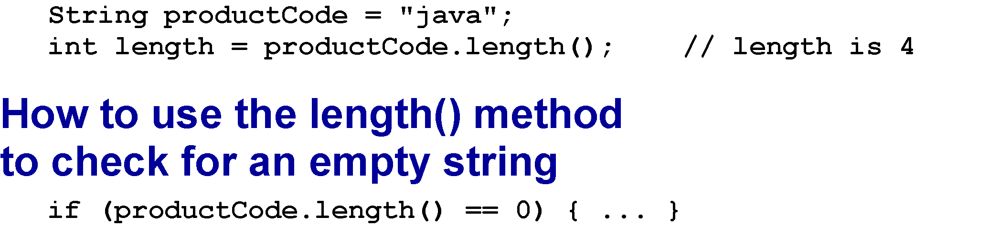 String productCode = "java";
int length = productCode.length();    // length is 4
How to use the length() method
to check for an empty string
if (productCode.length() == 0) { ... }